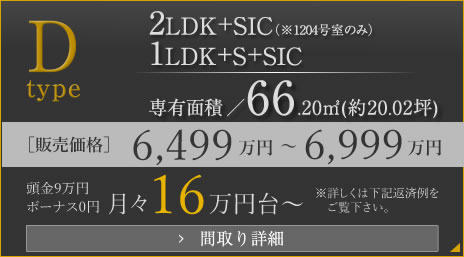 D
type
2LDK+SIC(※1204号室のみ)
1LDK+S+SIC
専有面積／66.20㎡(約20.02坪)
［販売価格］ 6,499万円～6,999万円
頭金9万円
ボーナス0円
月々16万円台～
※詳しくは下記返済例を
ご覧下さい。
› 間取り詳細